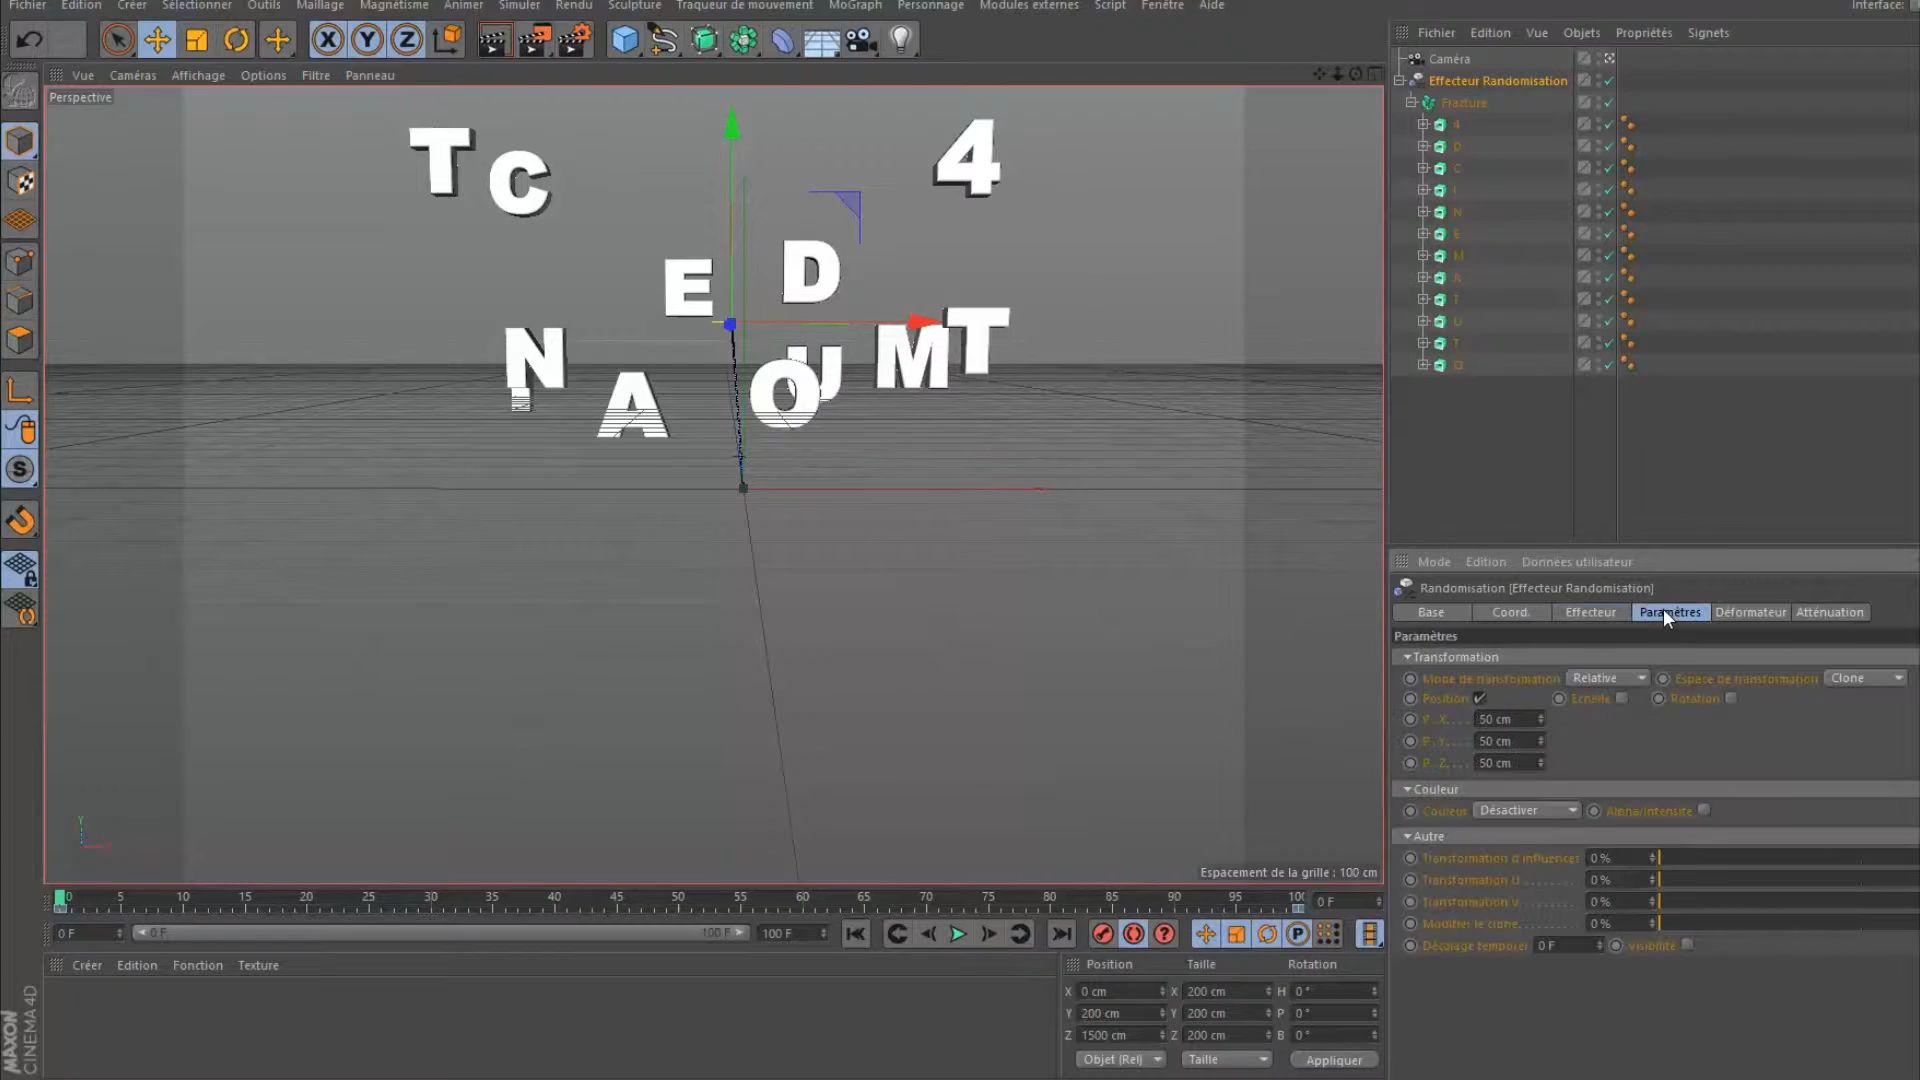 Fichier Edition Créer Sélectionner Outils Maillage Magnétisme Animer Simuler Rendu Sculpture Traqueur de mouvement MoGraph Personnage Modules externes Script Fenêtre Aide Interface:
X Y Z
Fichier Edition Vue Objets Propriétés Signets
Vue Caméras Affichage Options Filtre Panneau
Perspective
Caméra
Effecteur Randomisation
Fracture
4
D
C
I
N
E
M
A
T
U
T
O
T C 4
E D
N I A O U M T
Y
Espacement de la grille : 100 cm
Mode Edition Données utilisateur
Randomisation [Effecteur Randomisation]
Base Coord. Effecteur Paramètres Déformateur Atténuation
Paramètres
Transformation
Mode de transformation Relative Espace de transformation Clone
Position Echelle Rotation
P . X 50 cm
P . Y 50 cm
P . Z 50 cm
Couleur
Couleur Désactiver Alpha/Intensité
Autre
Transformation d'influences 0 %
Transformation U 0 %
Transformation V 0 %
Modifier le clone 0 %
Décalage temporel 0 F Visibilité
0 5 10 15 20 25 30 35 40 45 50 55 60 65 70 75 80 85 90 95 100 0 F
0 F 0 F 100 F 100 F
Créer Edition Fonction Texture
Position Taille Rotation
X 0 cm X 200 cm H 0 °
Y 200 cm Y 200 cm P 0 °
Z 1500 cm Z 200 cm B 0 °
Objet (Rel) Taille Appliquer
MAXON
CINEMA 4D